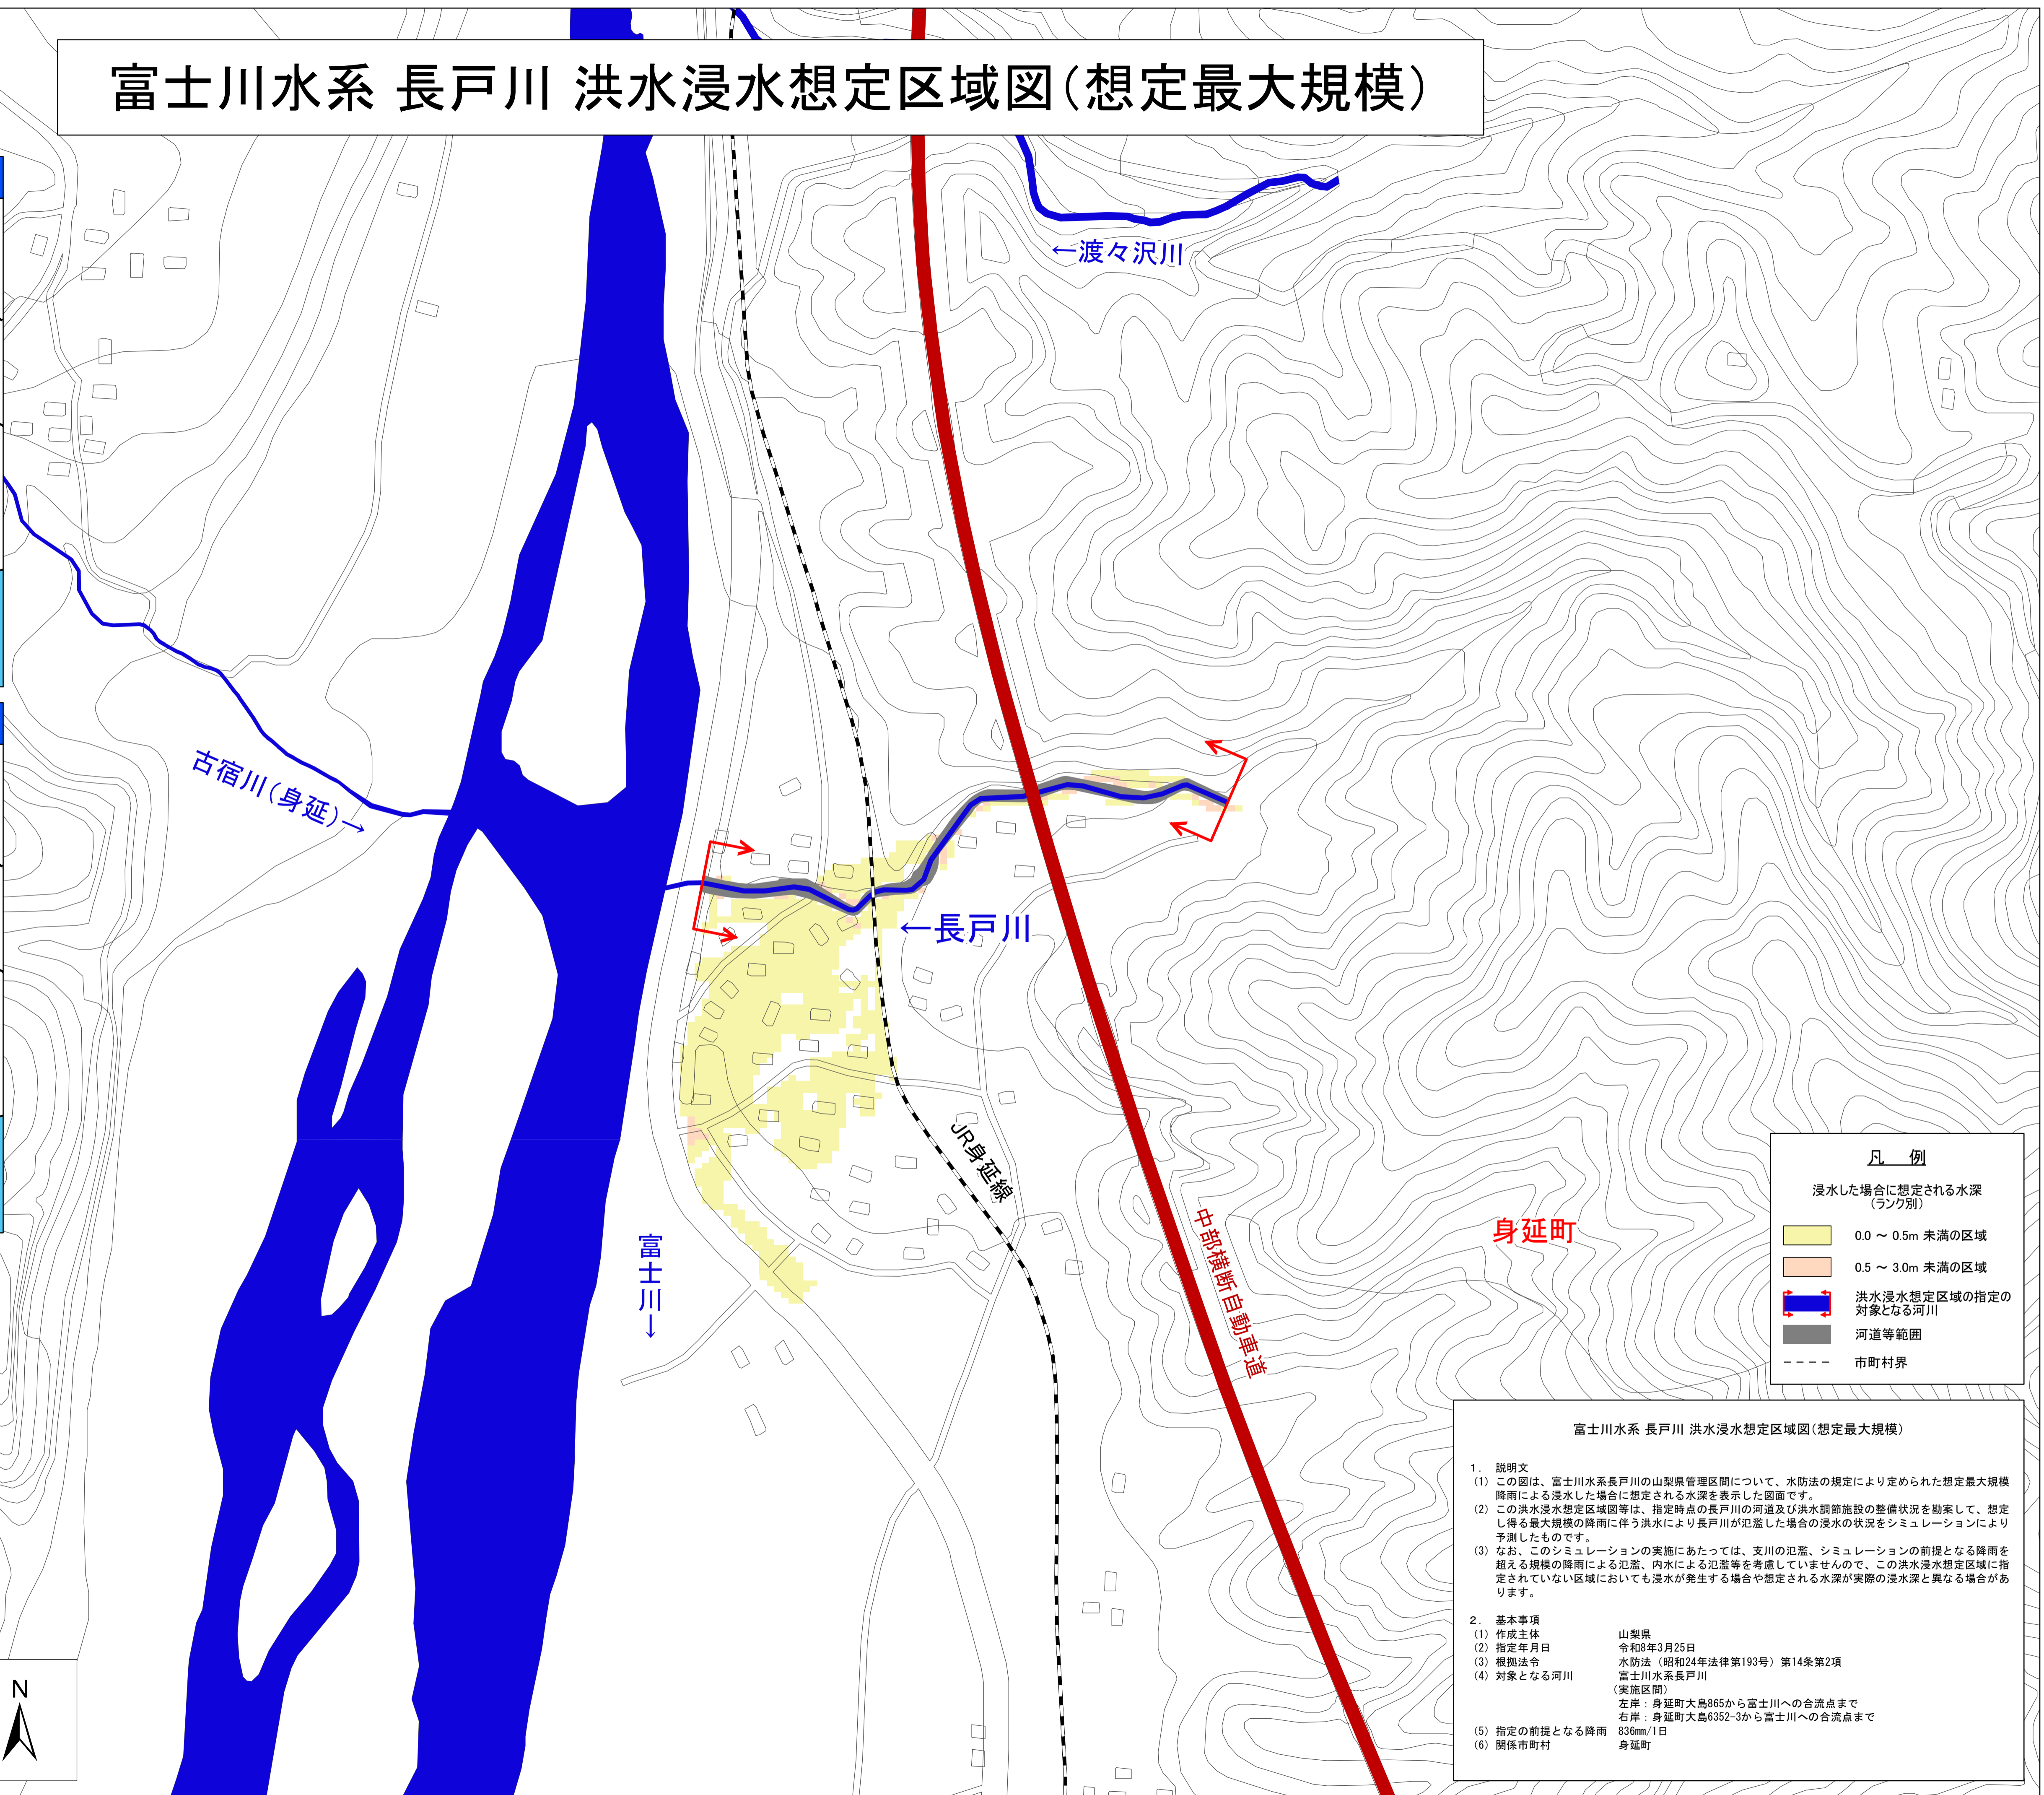 富士川水系 長戸川 洪水浸水想定区域図(想定最大規模)
←渡々沢川
古宿川(身延)→
←長戸川
JR身延線
富士川→
中部横断自動車道
身延町
凡 例
浸水した場合に想定される水深
(ランク別)
0.0 ～ 0.5m 未満の区域
0.5 ～ 3.0m 未満の区域
洪水浸水想定区域の指定の
対象となる河川
河道等範囲
市町村界
富士川水系 長戸川 洪水浸水想定区域図(想定最大規模)
1. 説明文
(1) この図は、富士川水系長戸川の山梨県管理区間について、水防法の規定により定められた想定最大規模
降雨による浸水した場合に想定される水深を表示した図面です。
(2) この洪水浸水想定区域図等は、指定時点の長戸川の河道及び洪水調節施設の整備状況を勘案して、想定
し得る最大規模の降雨に伴う洪水により長戸川が氾濫した場合の浸水の状況をシミュレーションにより
予測したものです。
(3) なお、このシミュレーションの実施にあたっては、支川の氾濫、シミュレーションの前提となる降雨を
超える規模の降雨による氾濫、内水による氾濫等を考慮していませんので、この洪水浸水想定区域に指
定されていない区域においても浸水が発生する場合や想定される水深が実際の浸水深と異なる場合があ
ります。
2. 基本事項
(1) 作成主体 山梨県
(2) 指定年月日 令和8年3月25日
(3) 根拠法令 水防法（昭和24年法律第193号）第14条第2項
(4) 対象となる河川 富士川水系長戸川
(実施区間)
左岸：身延町大島865から富士川への合流点まで
右岸：身延町大島6352-3から富士川への合流点まで
(5) 指定の前提となる降雨 836mm/1日
(6) 関係市町村 身延町
N